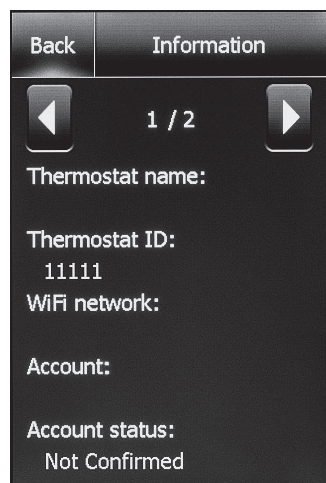 Back
Information
1 / 2
Thermostat name:
Thermostat ID:
11111
WiFi network:
Account:
Account status:
Not Confirmed